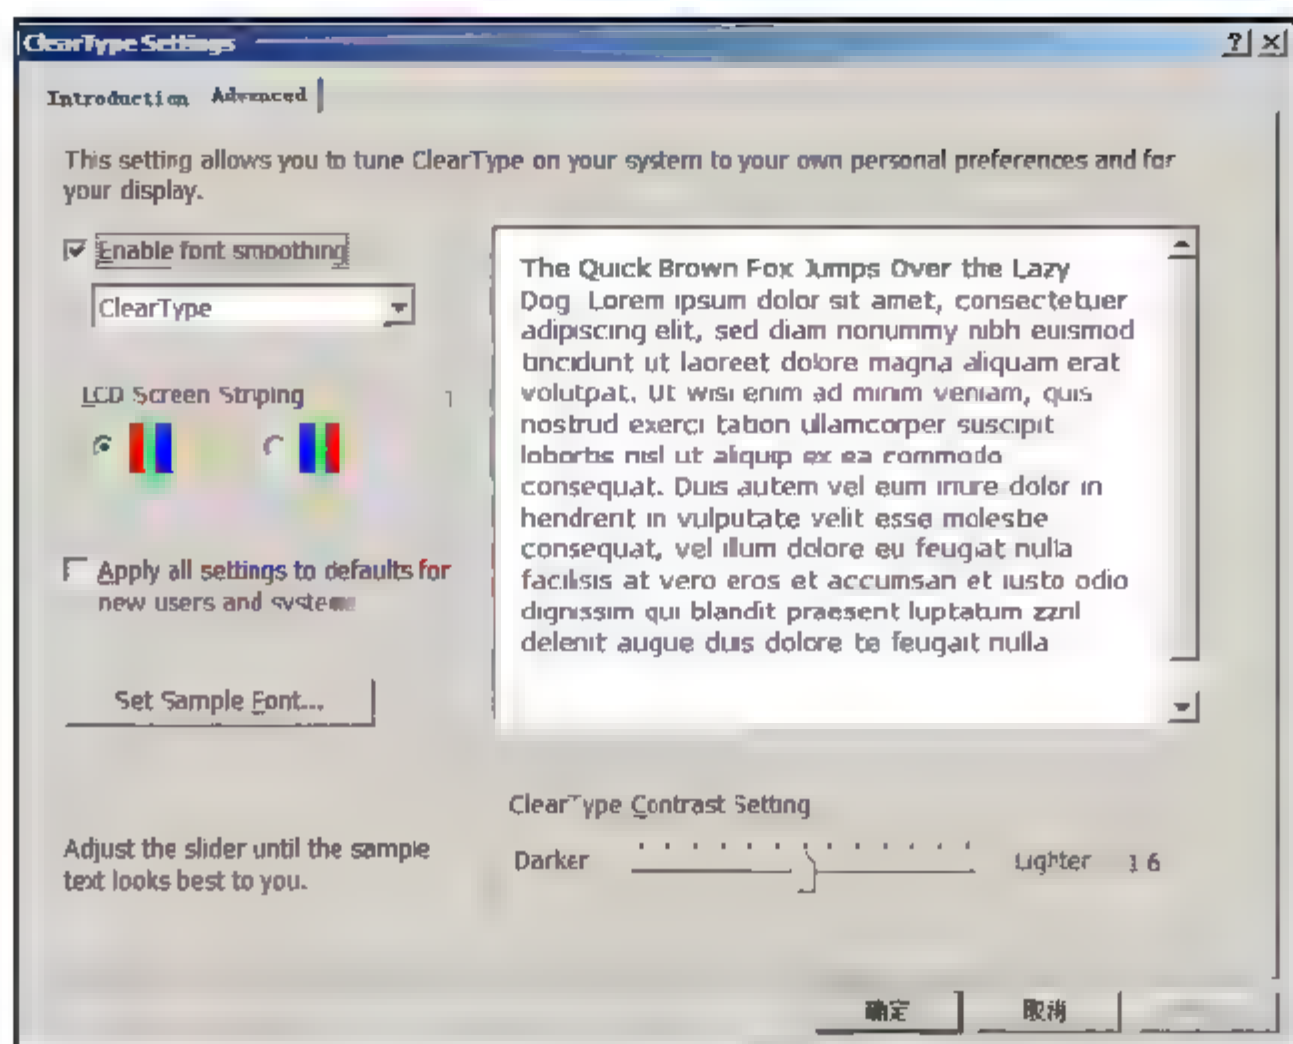 ClearType Settings
Introduction Advanced
This setting allows you to tune ClearType on your system to your own personal preferences and for
your display.
Enable font smoothing
ClearType
LCD Screen Striping
Apply all settings to defaults for
new users and systems
Set Sample Font...
Adjust the slider until the sample
text looks best to you.
The Quick Brown Fox Jumps Over the Lazy
Dog Lorem ipsum dolor sit amet, consectetuer
adipiscing elit, sed diam nonummy nibh euismod
tincidunt ut laoreet dolore magna aliquam erat
volutpat. Ut wisi enim ad minim veniam, quis
nostrud exerci tation ullamcorper suscipit
lobortis nisl ut aliquip ex ea commodo
consequat. Duis autem vel eum iriure dolor in
hendrerit in vulputate velit esse molestie
consequat, vel illum dolore eu feugiat nulla
facilisis at vero eros et accumsan et iusto odio
dignissim qui blandit praesent luptatum zzril
delenit augue duis dolore te feugait nulla
ClearType Contrast Setting
Darker Lighter 1 6
确定 取消